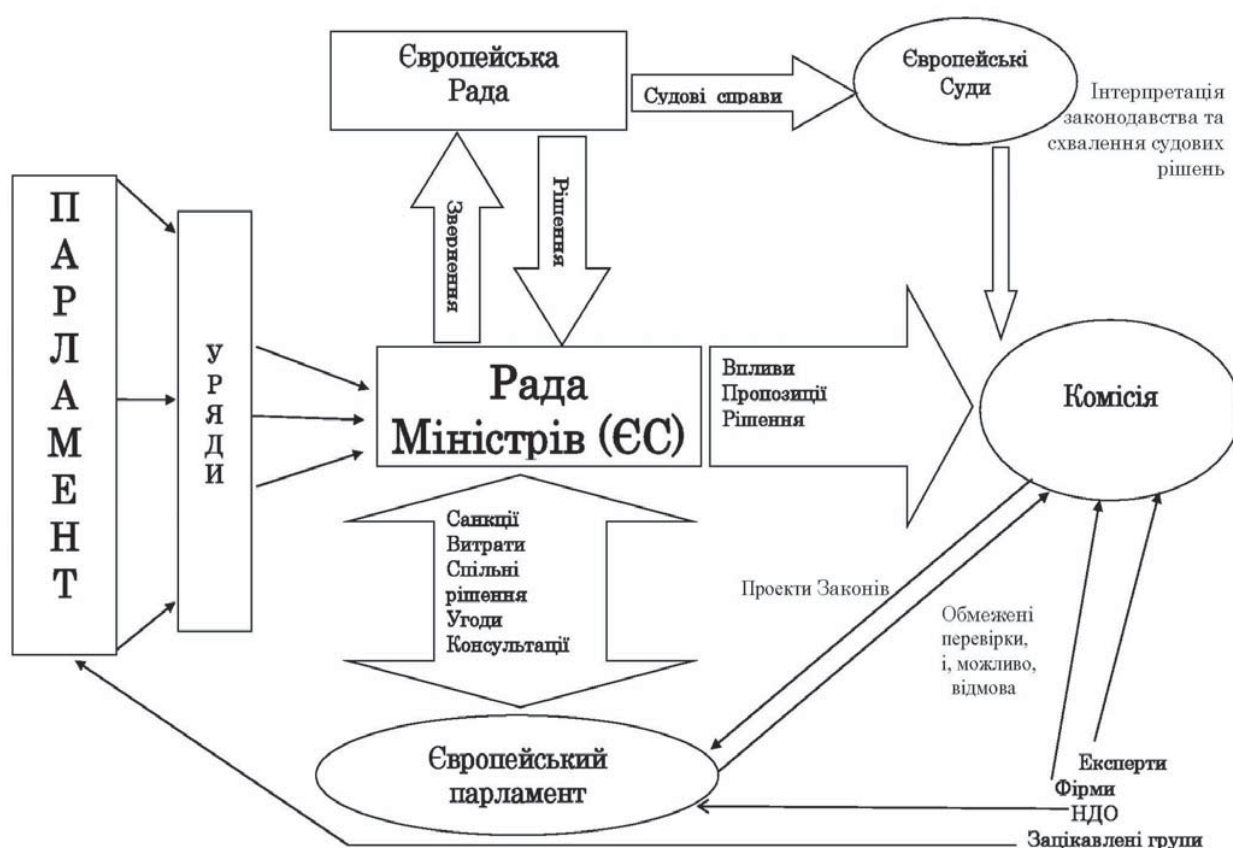 Європейська
Рада
Судові справи
Європейські
Суди
Інтерпретація
законодавства та
схвалення судових
рішень
Звернення
Рішення
ПАРЛАМЕНТ
УРЯДИ
Рада
Міністрів (ЄС)
Впливи
Пропозиції
Рішення
Комісія
Санкції
Витрати
Спільні
рішення
Угоди
Консультації
Проекти Законів
Обмежені
перевірки,
і, можливо,
відмова
Європейський
парламент
Експерти
Фірми
НДО
Зацікавлені групи